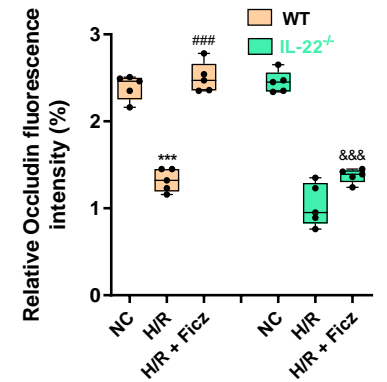 Relative Occludin fluorescence
intensity (%)
3
2
1
0
WT
IL-22-/-
###
***
&&&
NC
H/R
H/R + Ficz
NC
H/R
H/R + Ficz